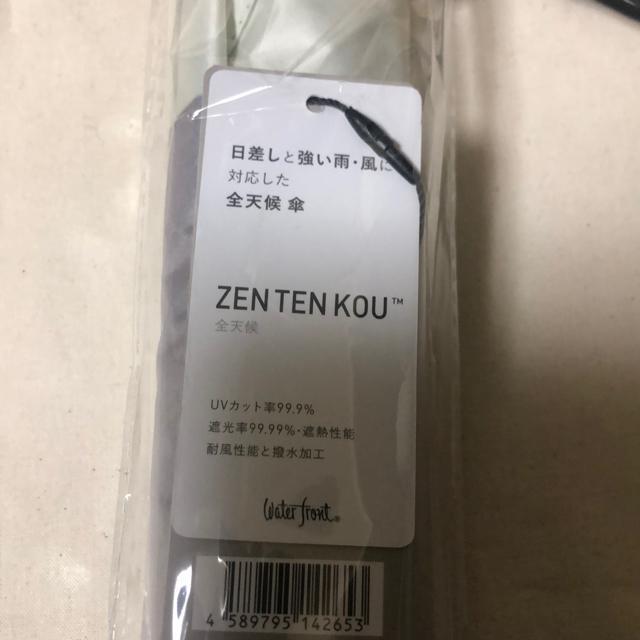 日差しと強い雨・風に
対応した
全天候 傘
ZEN TEN KOU™
全天候
UVカット率99.9%
遮光率99.99%・遮熱性能
耐風性能と撥水加工
Waterfront®
4 589795 142653